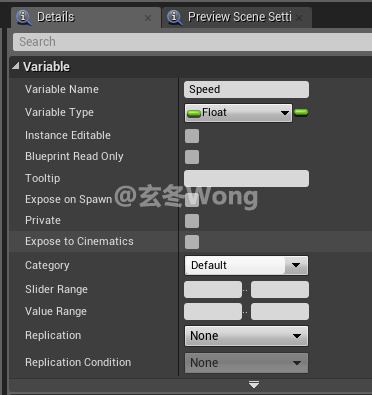 Details
Preview Scene Setti
Search
Variable
Variable Name Speed
Variable Type Float
Instance Editable
Blueprint Read Only
Tooltip
Expose on Spawn
@玄冬Wong
Private
Expose to Cinematics
Category Default
Slider Range ..
Value Range ..
Replication None
Replication Condition None